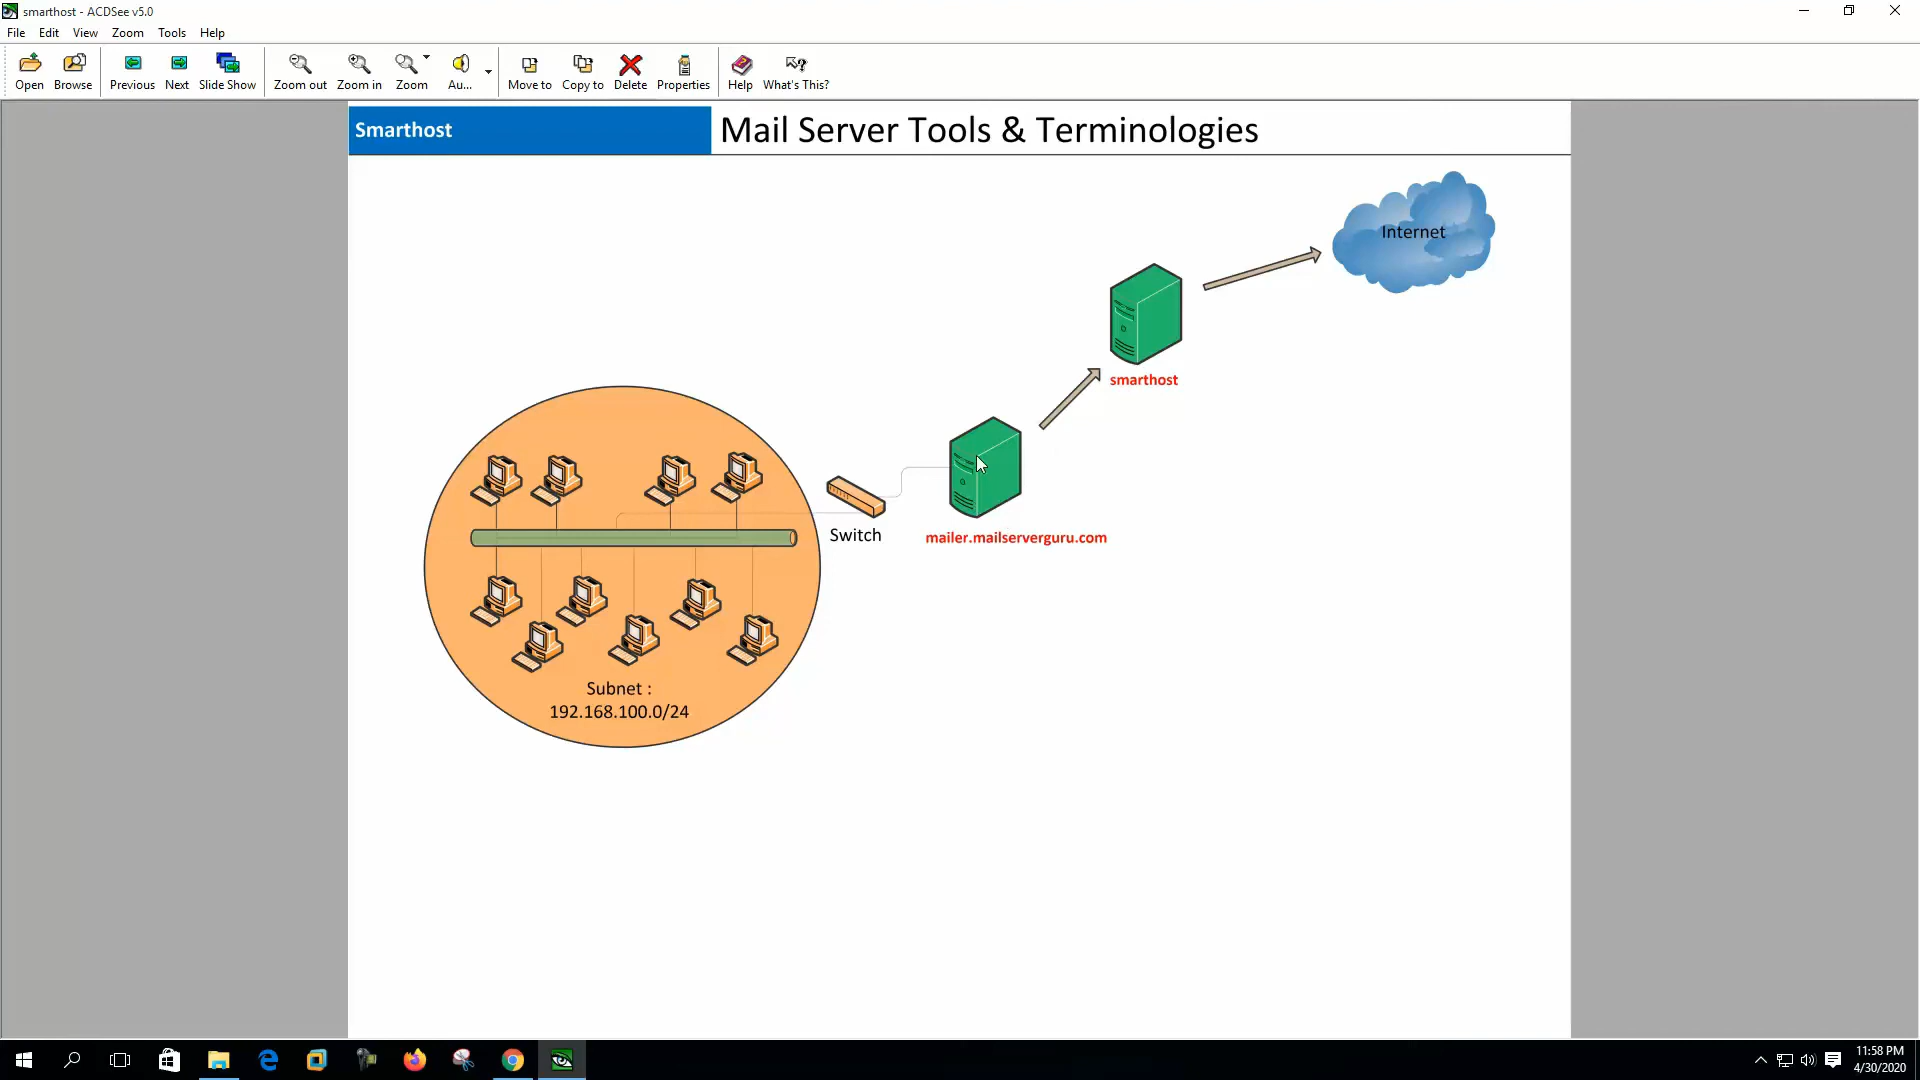 smarthost - ACDSee v5.0
File Edit View Zoom Tools Help
Open Browse Previous Next Slide Show Zoom out Zoom in Zoom Au... Move to Copy to Delete Properties Help What's This?
Smarthost
Mail Server Tools & Terminologies
Internet
smarthost
Switch
mailer.mailserverguru.com
Subnet :
192.168.100.0/24
11:58 PM
4/30/2020